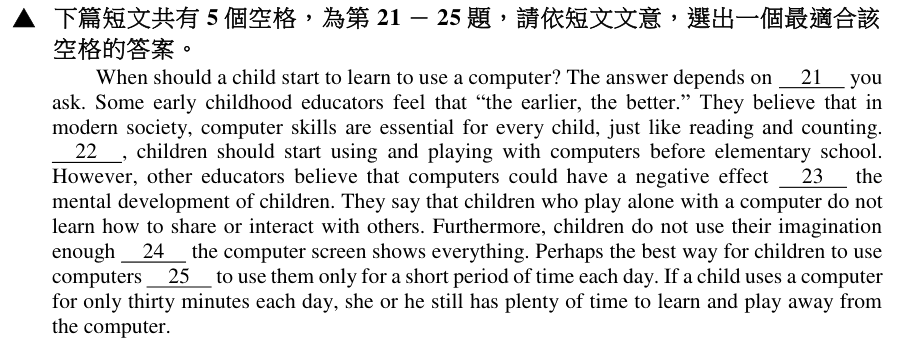 ▲ 下篇短文共有 5 個空格，為第 21 － 25 題，請依短文文意，選出一個最適合該
空格的答案。
When should a child start to learn to use a computer? The answer depends on __21__ you
ask. Some early childhood educators feel that “the earlier, the better.” They believe that in
modern society, computer skills are essential for every child, just like reading and counting.
__22__, children should start using and playing with computers before elementary school.
However, other educators believe that computers could have a negative effect __23__ the
mental development of children. They say that children who play alone with a computer do not
learn how to share or interact with others. Furthermore, children do not use their imagination
enough __24__ the computer screen shows everything. Perhaps the best way for children to use
computers __25__ to use them only for a short period of time each day. If a child uses a computer
for only thirty minutes each day, she or he still has plenty of time to learn and play away from
the computer.